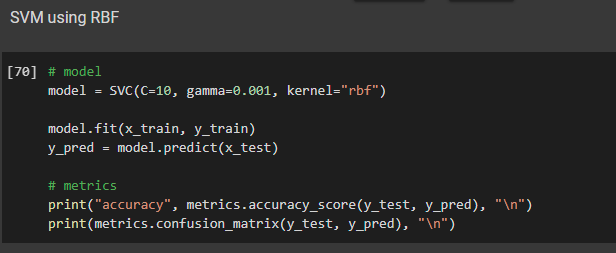 SVM using RBF
[70] # model
model = SVC(C=10, gamma=0.001, kernel="rbf")
model.fit(x_train, y_train)
y_pred = model.predict(x_test)
# metrics
print("accuracy", metrics.accuracy_score(y_test, y_pred), "\n")
print(metrics.confusion_matrix(y_test, y_pred), "\n")